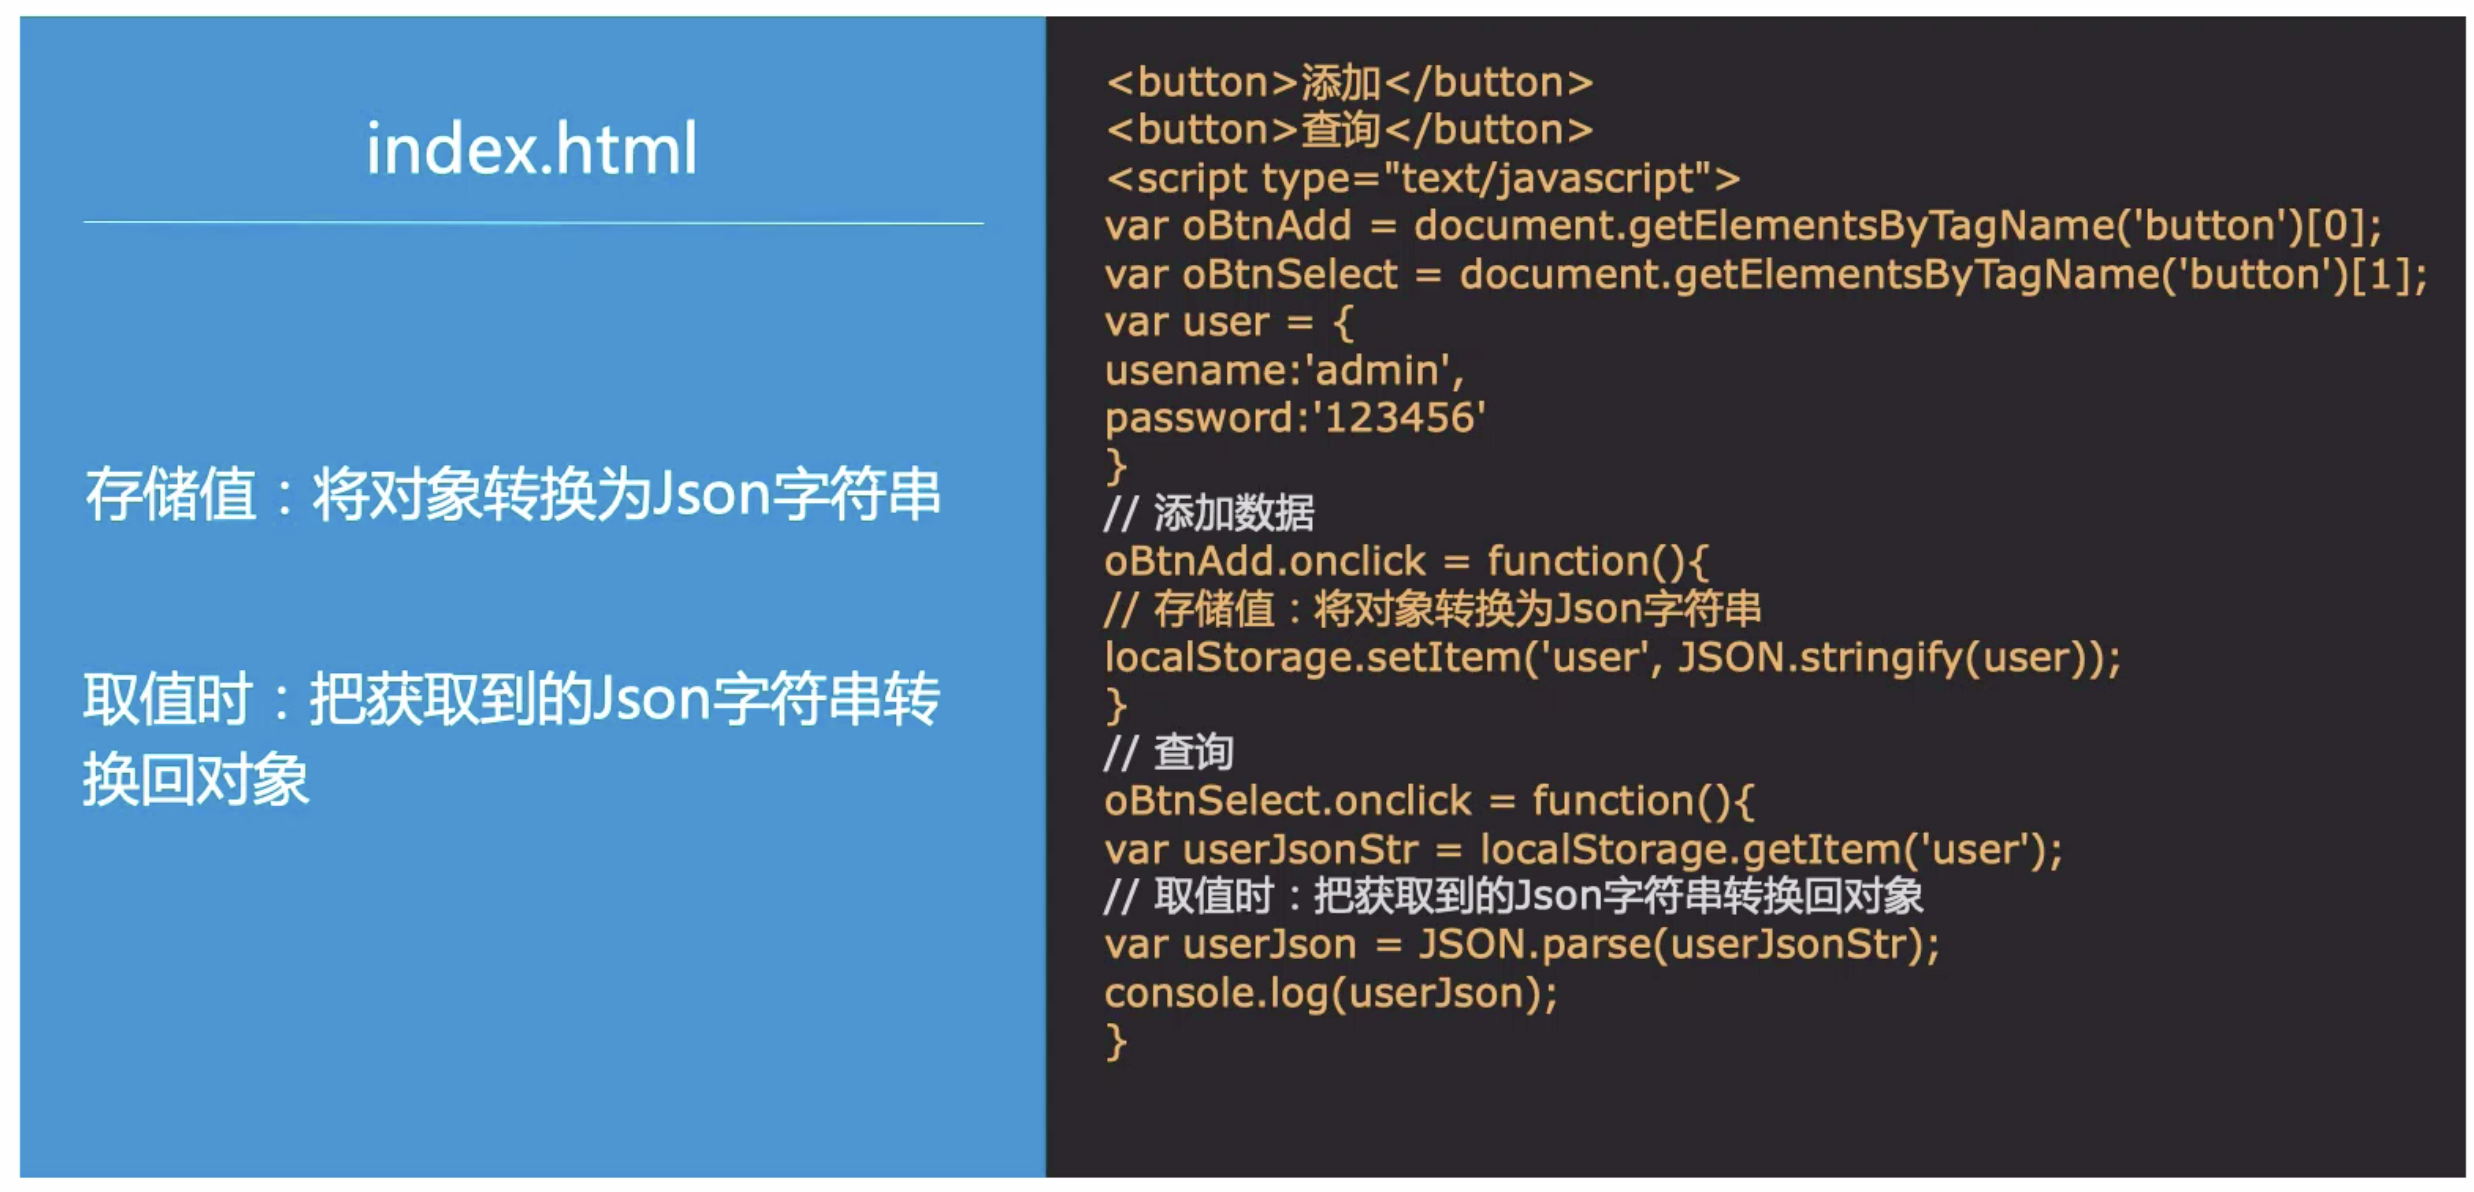 index.html
存储值：将对象转换为Json字符串
取值时：把获取到的Json字符串转
换回对象
<button>添加</button>
<button>查询</button>
<script type="text/javascript">
var oBtnAdd = document.getElementsByTagName('button')[0];
var oBtnSelect = document.getElementsByTagName('button')[1];
var user = {
usename:'admin',
password:'123456'
}
// 添加数据
oBtnAdd.onclick = function(){
// 存储值：将对象转换为Json字符串
localStorage.setItem('user', JSON.stringify(user));
}
// 查询
oBtnSelect.onclick = function(){
var userJsonStr = localStorage.getItem('user');
// 取值时：把获取到的Json字符串转换回对象
var userJson = JSON.parse(userJsonStr);
console.log(userJson);
}